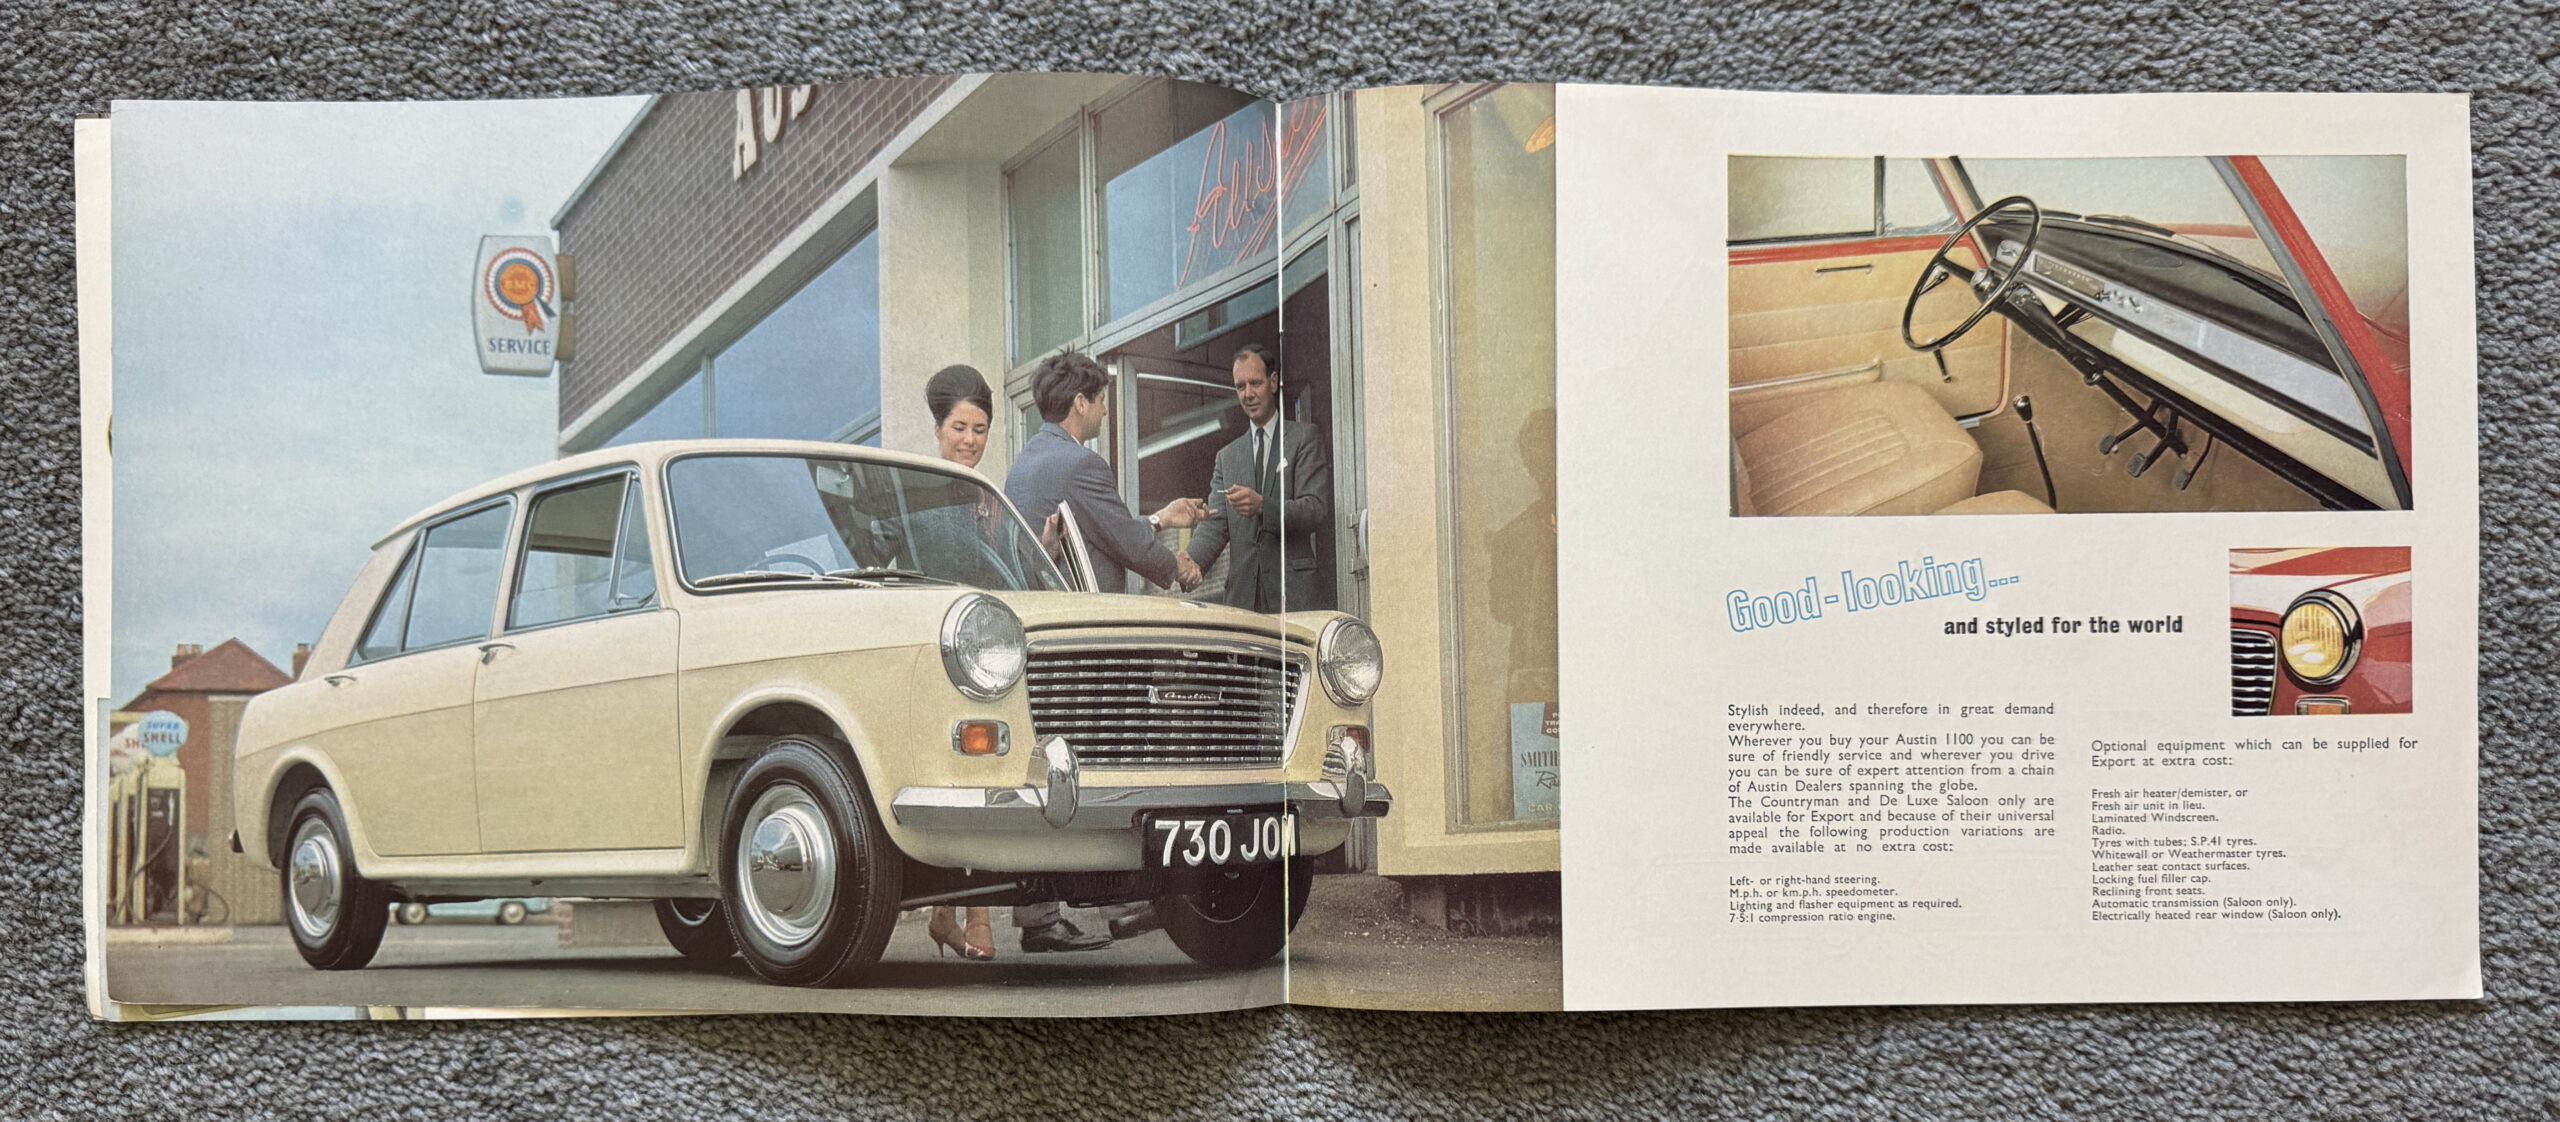 AU
Austin
BMC
SERVICE
SUPER
SHELL
Austin
730 JOM
SMITH
Ra
CAR
Good-looking...
and styled for the world
Stylish indeed, and therefore in great demand
everywhere.
Wherever you buy your Austin 1100 you can be
sure of friendly service and wherever you drive
you can be sure of expert attention from a chain
of Austin Dealers spanning the globe.
The Countryman and De Luxe Saloon only are
available for Export and because of their universal
appeal the following production variations are
made available at no extra cost:
Left- or right-hand steering.
M.p.h. or km.p.h. speedometer.
Lighting and flasher equipment as required.
7·5:1 compression ratio engine.
Optional equipment which can be supplied for
Export at extra cost:
Fresh air heater/demister, or
Fresh air unit in lieu.
Laminated Windscreen.
Radio.
Tyres with tubes; S.P.41 tyres.
Whitewall or Weathermaster tyres.
Leather seat contact surfaces.
Locking fuel filler cap.
Reclining front seats.
Automatic transmission (Saloon only).
Electrically heated rear window (Saloon only).